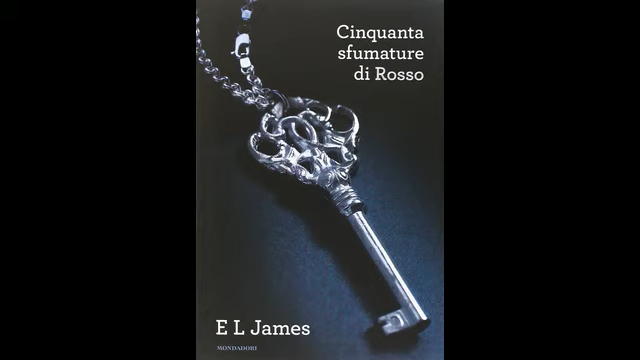 Cinquanta
sfumature
di Rosso
E L James
MONDADORI